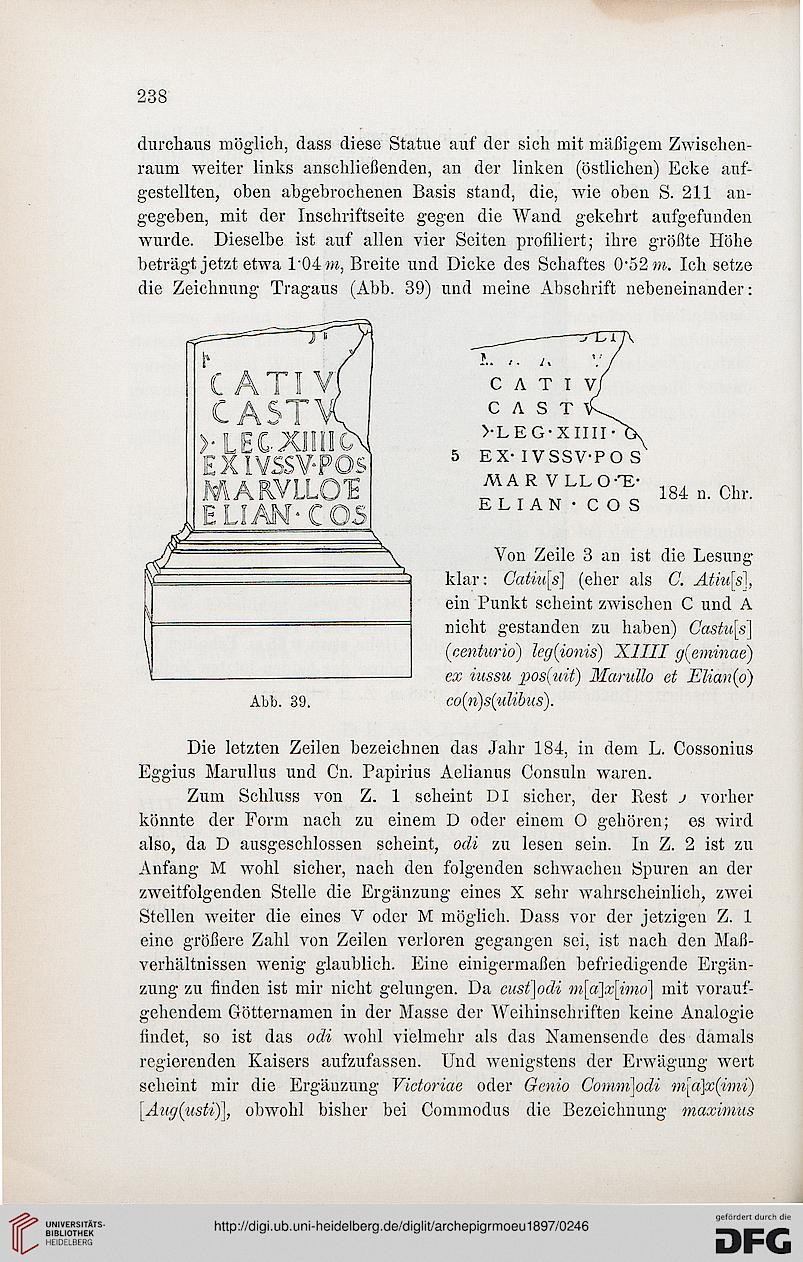 238
durchaus möglich, dass diese Statue auf der sich mit mäßigem Zwischen-
raum weiter links anschließenden, an der linken (östlichen) Ecke auf-
gestellten, oben abgebrochenen Basis stand, die, wie oben S. 211 an-
gegeben, mit der Inschriftseite gegen die Wand gekehrt aufgefunden
wurde. Dieselbe ist auf allen vier Seiten profiliert; ihre größte Höhe
beträgt jetzt etwa 1·04 m, Breite und Dicke des Schaftes 0·52 m. Ich setze
die Zeichnung Tragaus (Abb. 39) und meine Abschrift nebeneinander:
CATIV
CASTV
>·LEG·XIIIIG
EXIVSSV·POS
MARVLLOE
ELIAN·COS
Abb. 39.
CATIV
CASTV
>·LEG·XIIII·G
5 EX·IVSSV·POS
MARVLLO·E·
ELIAN·COS
184 n. Chr.
Von Zeile 3 an ist die Lesung
klar: Catiu[s] (eher als C. Atiu[s],
ein Punkt scheint zwischen C und A
nicht gestanden zu haben) Castu[s]
(centurio) leg(ionis) XIIII g(eminae)
ex iussu pos(uit) Marullo et Elian(o)
co(n)s(ulibus).
Die letzten Zeilen bezeichnen das Jahr 184, in dem L. Cossonius
Eggius Marullus und Cn. Papirius Aelianus Consuln waren.
Zum Schluss von Z. 1 scheint DI sicher, der Rest vorher
könnte der Form nach zu einem D oder einem O gehören; es wird
also, da D ausgeschlossen scheint, odi zu lesen sein. In Z. 2 ist zu
Anfang M wohl sicher, nach den folgenden schwachen Spuren an der
zweitfolgenden Stelle die Ergänzung eines X sehr wahrscheinlich, zwei
Stellen weiter die eines V oder M möglich. Dass vor der jetzigen Z. 1
eine größere Zahl von Zeilen verloren gegangen sei, ist nach den Maß-
verhältnissen wenig glaublich. Eine einigermaßen befriedigende Ergän-
zung zu finden ist mir nicht gelungen. Da cust]odi m[a]x[imo] mit vorauf-
gehendem Götternamen in der Masse der Weihinschriften keine Analogie
findet, so ist das odi wohl vielmehr als das Namensende des damals
regierenden Kaisers aufzufassen. Und wenigstens der Erwägung wert
scheint mir die Ergänzung Victoriae oder Genio Comm]odi m[a]x(imi)
[Aug(usti)], obwohl bisher bei Commodus die Bezeichnung maximus
UNIVERSITÄTS-
BIBLIOTHEK
HEIDELBERG
http://digi.ub.uni-heidelberg.de/diglit/archepigrmoeu1897/0246
gefördert durch die
DFG